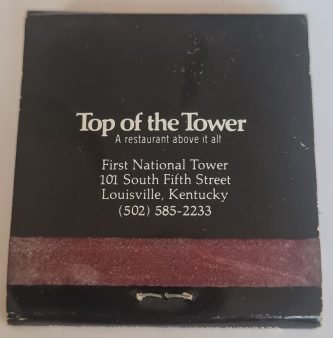 Top of the Tower
A restaurant above it all
First National Tower
101 South Fifth Street
Louisville, Kentucky
(502) 585-2233